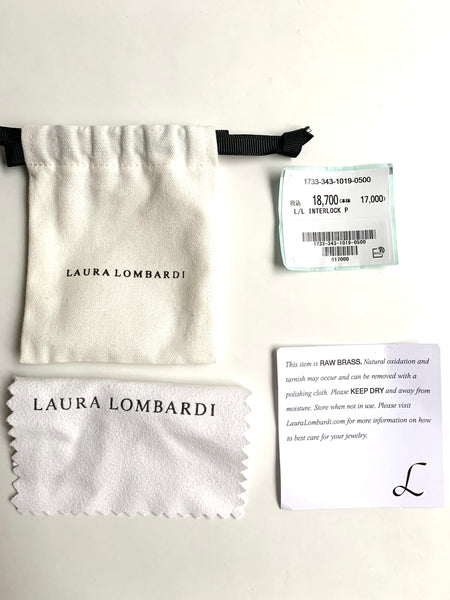 LAURA LOMBARDI
1733-343-1019-0500
税込 18,700 17,000
L/L INTERLOCK P
1733-343-1019-0500
017000
LAURA LOMBARDI
This item is RAW BRASS. Natural oxidation and
tarnish may occur and can be removed with a
polishing cloth. Please KEEP DRY and away from
moisture. Store when not in use. Please visit
LauraLombardi.com for more information on how
to best care for your jewelry.
L